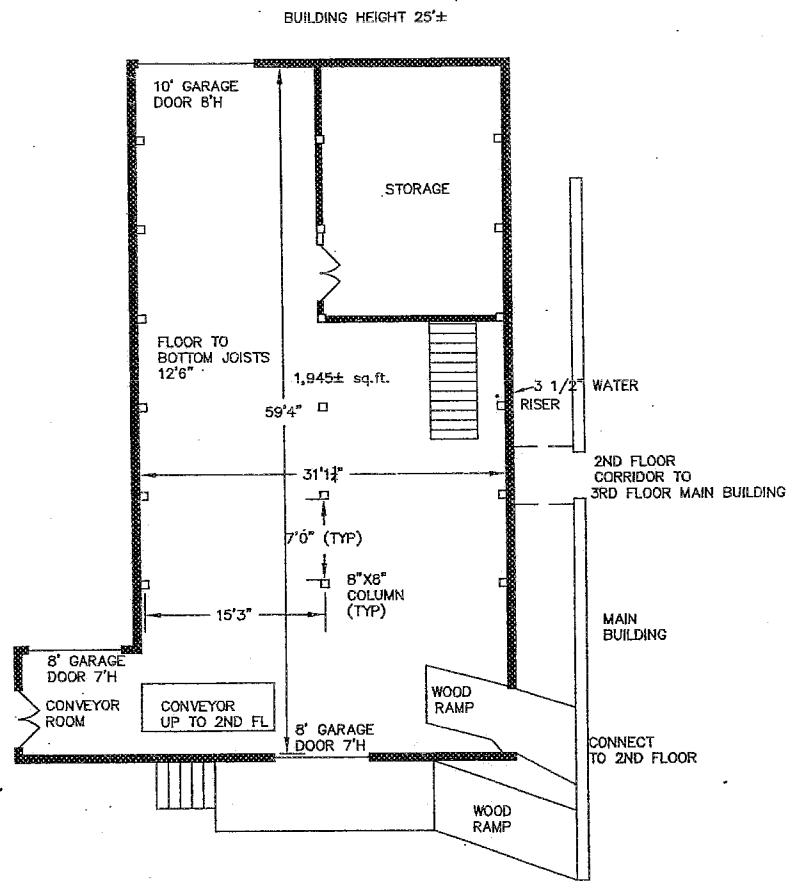 BUILDING HEIGHT 25'±
10' GARAGE
DOOR 8'H
STORAGE
FLOOR TO
BOTTOM JOISTS
12'6"
1,945± sq.ft.
59'4"
3 1/2" WATER
RISER
31'1¼"
2ND FLOOR
CORRIDOR TO
3RD FLOOR MAIN BUILDING
7'0" (TYP)
8"X8"
COLUMN
(TYP)
15'3"
MAIN
BUILDING
8' GARAGE
DOOR 7'H
CONVEYOR
ROOM
CONVEYOR
UP TO 2ND FL
8' GARAGE
DOOR 7'H
WOOD
RAMP
CONNECT
TO 2ND FLOOR
WOOD
RAMP